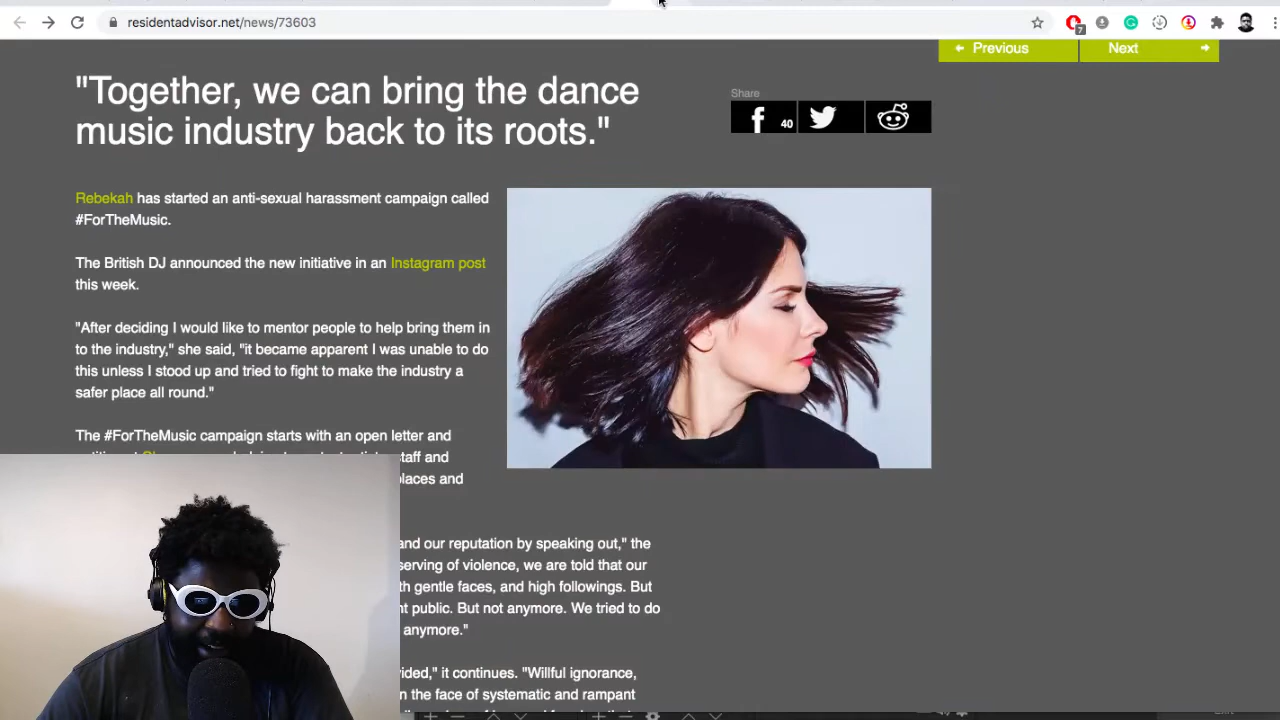 residentadvisor.net/news/73603
7
Previous
Next
"Together, we can bring the dance
music industry back to its roots."
Share
40
Rebekah has started an anti-sexual harassment campaign called
#ForTheMusic.
The British DJ announced the new initiative in an Instagram post
this week.
"After deciding I would like to mentor people to help bring them in
to the industry," she said, "it became apparent I was unable to do
this unless I stood up and tried to fight to make the industry a
safer place all round."
The #ForTheMusic campaign starts with an open letter and
staff and
places and
and our reputation by speaking out," the
serving of violence, we are told that our
gentle faces, and high followings. But
public. But not anymore. We tried to do
anymore."
it continues. "Willful ignorance,
n the face of systematic and rampant